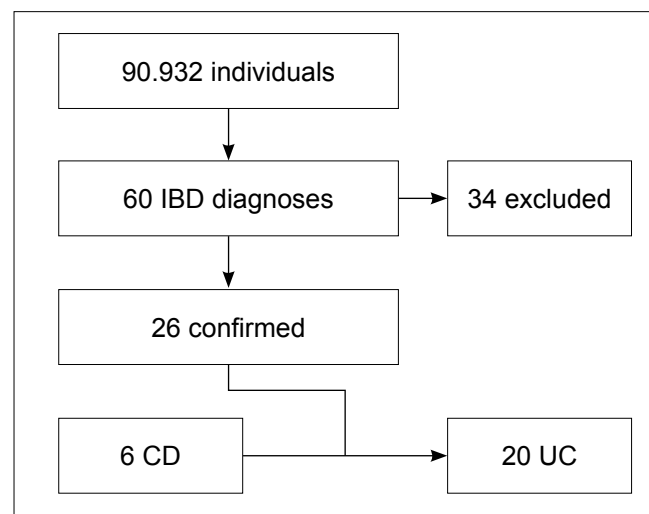 90.932 individuals
60 IBD diagnoses
34 excluded
26 confirmed
6 CD
20 UC